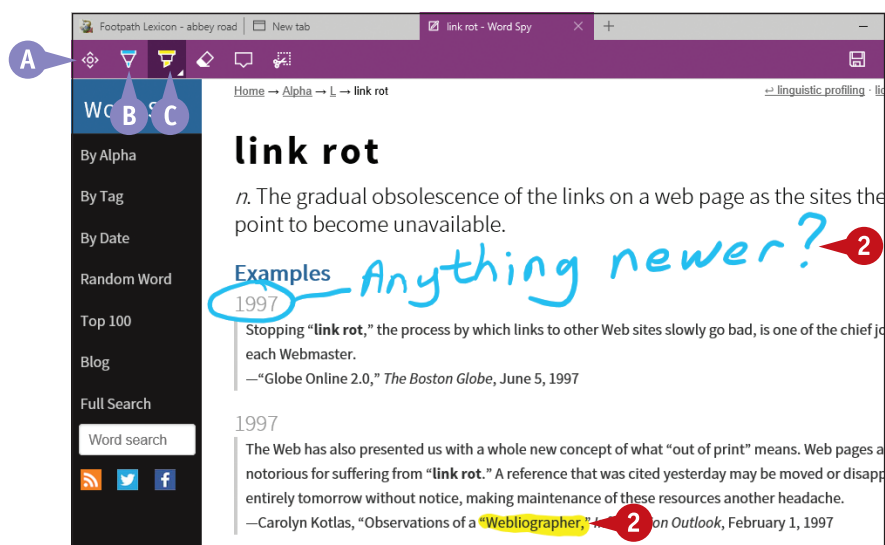 Footpath Lexicon - abbey road New tab link rot - Word Spy
A
B C
Home → Alpha → L → link rot ↩ linguistic profiling ·
link rot
n. The gradual obsolescence of the links on a web page as the sites the
point to become unavailable.
Anything newer? 2
Examples
1997
Stopping “link rot,” the process by which links to other Web sites slowly go bad, is one of the chief
each Webmaster.
—“Globe Online 2.0,” The Boston Globe, June 5, 1997
1997
The Web has also presented us with a whole new concept of what “out of print” means. Web pages a
notorious for suffering from “link rot.” A reference that was cited yesterday may be moved or disapp
entirely tomorrow without notice, making maintenance of these resources another headache.
—Carolyn Kotlas, “Observations of a “Webliographer,” 2 on Outlook, February 1, 1997
By Alpha
By Tag
By Date
Random Word
Top 100
Blog
Full Search
Word search